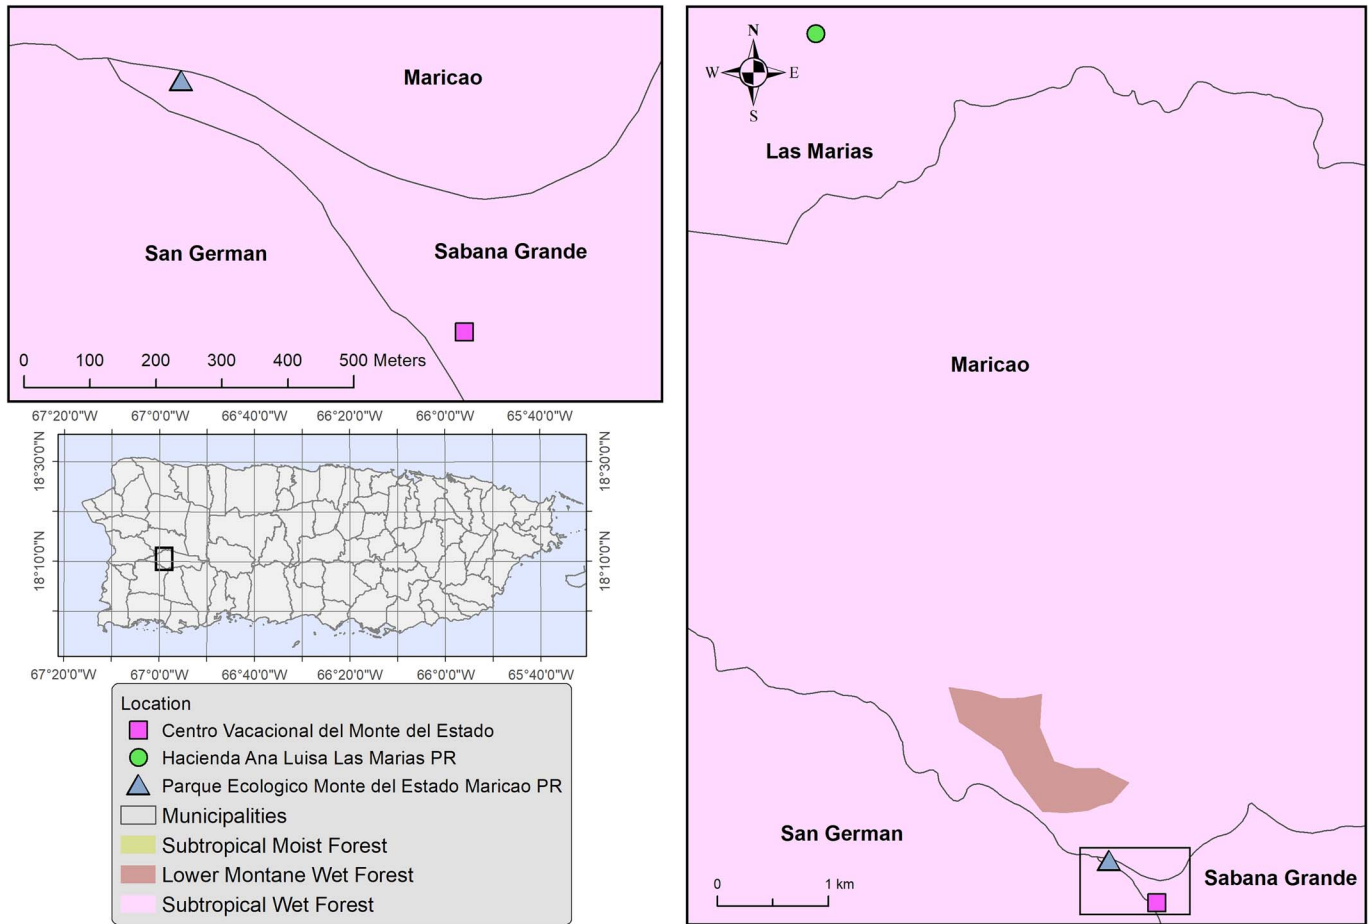 Maricao
San German
Sabana Grande
0 100 200 300 400 500 Meters
67°20'0"W 67°0'0"W 66°40'0"W 66°20'0"W 66°0'0"W 65°40'0"W
18°30'0"N
18°10'0"N
18°30'0"N
18°10'0"N
67°20'0"W 67°0'0"W 66°40'0"W 66°20'0"W 66°0'0"W 65°40'0"W
Location
Centro Vacacional del Monte del Estado
Hacienda Ana Luisa Las Marias PR
Parque Ecologico Monte del Estado Maricao PR
Municipalities
Subtropical Moist Forest
Lower Montane Wet Forest
Subtropical Wet Forest
N
W E
S
Las Marias
Maricao
San German
Sabana Grande
0 1 km